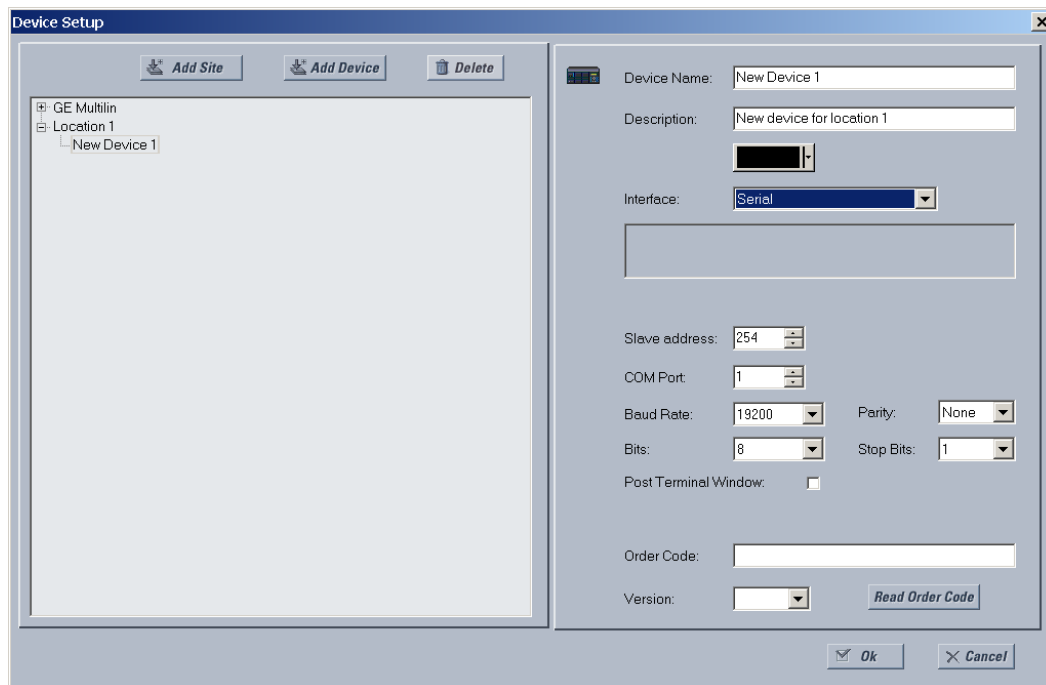 Device Setup
Add Site Add Device Delete
GE Multilin
Location 1
New Device 1
Device Name: New Device 1
Description: New device for location 1
Interface: Serial
Slave address: 254
COM Port: 1
Baud Rate: 19200 Parity: None
Bits: 8 Stop Bits: 1
Post Terminal Window:
Order Code:
Version: Read Order Code
Ok Cancel